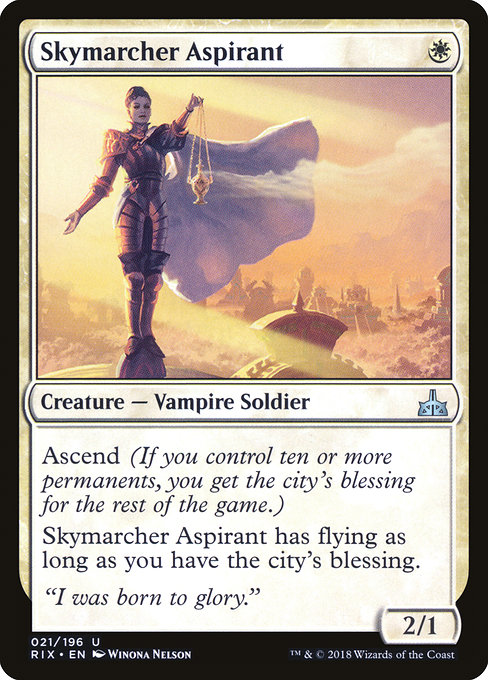 Skymarcher Aspirant
Creature — Vampire Soldier
Ascend (If you control ten or more
permanents, you get the city's blessing
for the rest of the game.)
Skymarcher Aspirant has flying as
long as you have the city's blessing.
"I was born to glory."
2/1
021/196 U
RIX • EN Winona Nelson
™ & © 2018 Wizards of the Coast